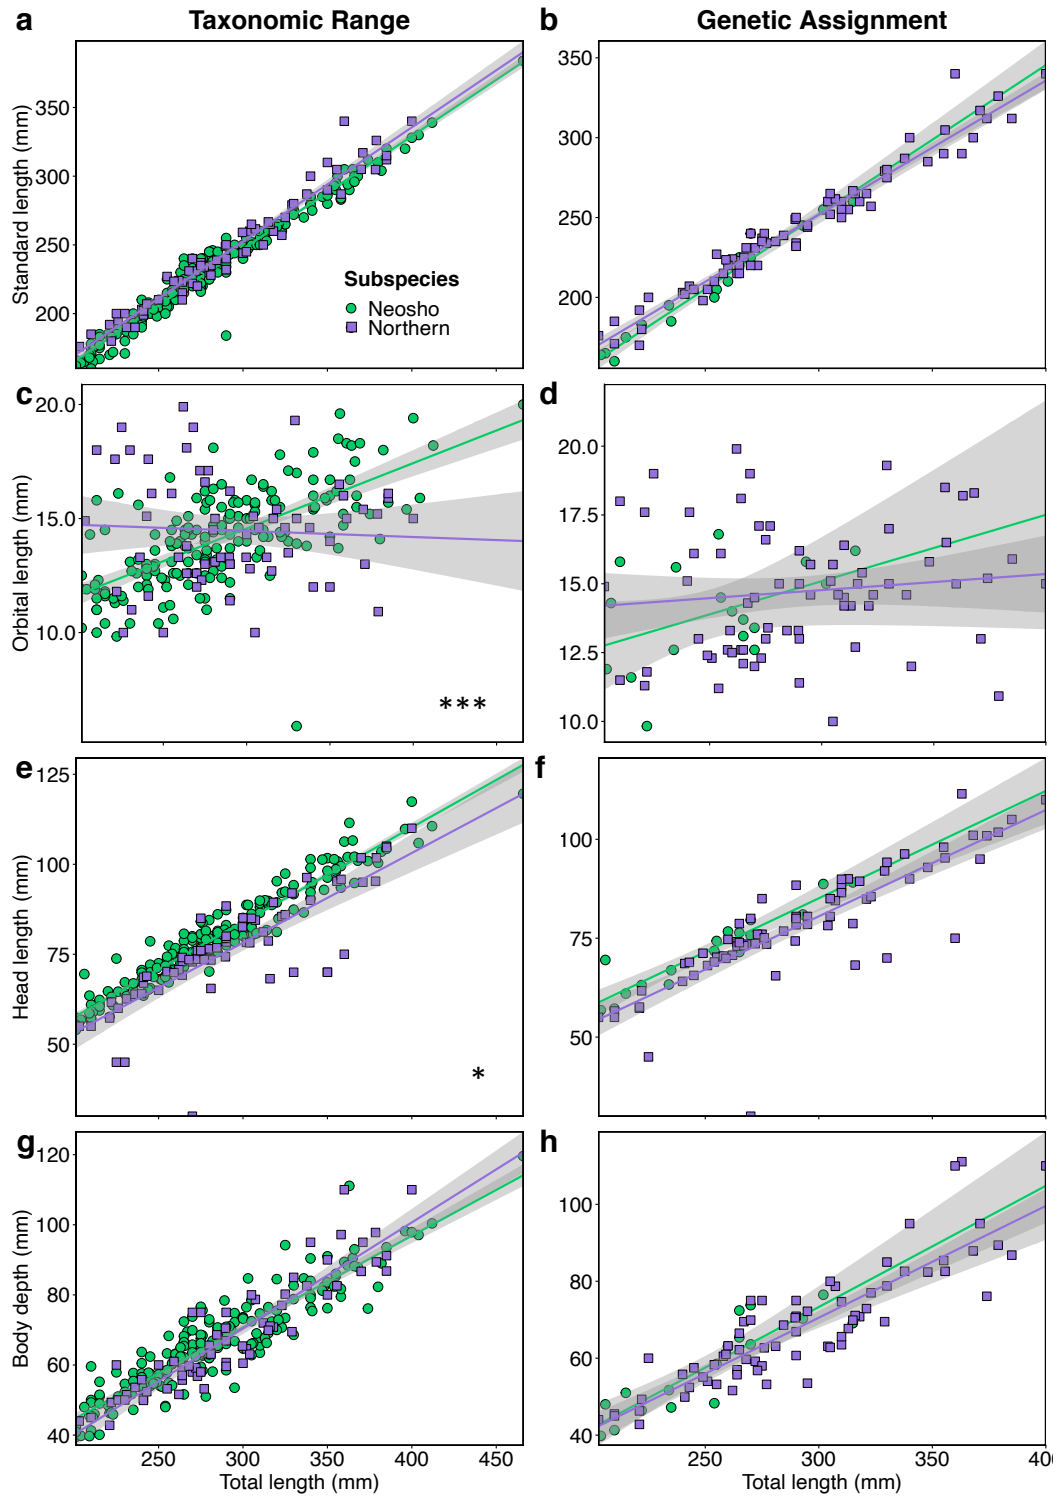 a Taxonomic Range b Genetic Assignment
Standard length (mm)
350
300
250
200
350
300
250
200
Subspecies
Neosho
Northern
c d
Orbital length (mm)
20.0
15.0
10.0
20.0
17.5
15.0
12.5
10.0
***
e f
Head length (mm)
125
100
75
50
100
75
50
*
g h
Body depth (mm)
120
100
80
60
40
100
80
60
40
250 300 350 400 450
250 300 350 400
Total length (mm) Total length (mm)